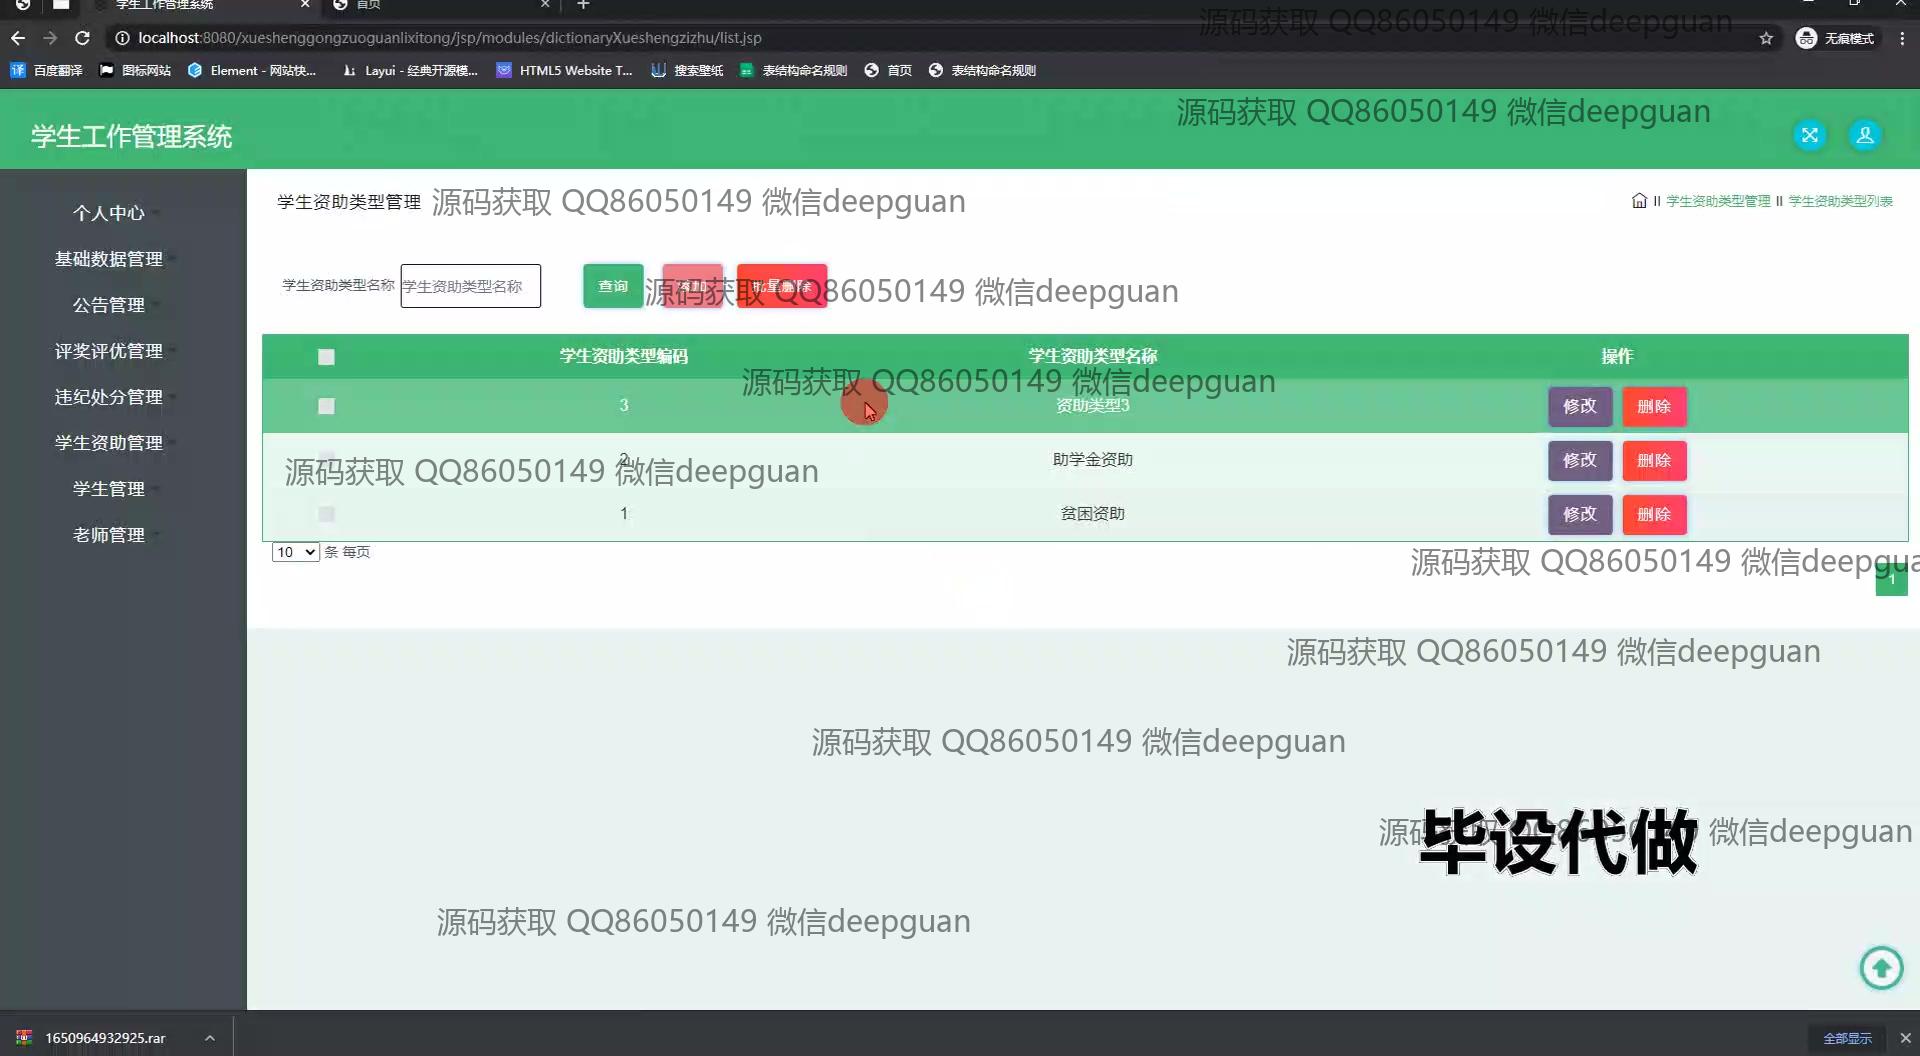 学生工作管理系统
首页
localhost:8080/xueshenggongzuoguanlixitong/jsp/modules/dictionaryXueshengzizhu/list.jsp
无痕模式
源码获取 QQ86050149 微信deepguan
百度翻译 图标网站 Element - 网站快... Layui - 经典开源模... HTML5 Website T... 搜索壁纸 表结构命名规则 首页 表结构命名规则
学生工作管理系统
源码获取 QQ86050149 微信deepguan
个人中心
基础数据管理
公告管理
评奖评优管理
违纪处分管理
学生资助管理
学生管理
老师管理
学生资助类型管理
源码获取 QQ86050149 微信deepguan
学生资助类型管理 学生资助类型列表
学生资助类型名称 学生资助类型名称 查询 添加 批量删除
源码获取 QQ86050149 微信deepguan
学生资助类型编码 学生资助类型名称 操作
源码获取 QQ86050149 微信deepguan
3 资助类型3 修改 删除
2 助学金资助 修改 删除
源码获取 QQ86050149 微信deepguan
1 贫困资助 修改 删除
10 条 每页
源码获取 QQ86050149 微信deepgua
1
源码获取 QQ86050149 微信deepguan
源码获取 QQ86050149 微信deepguan
源码获取 QQ86050149 微信deepguan
毕设代做
源码获取 QQ86050149 微信deepguan
1650964932925.rar
全部显示